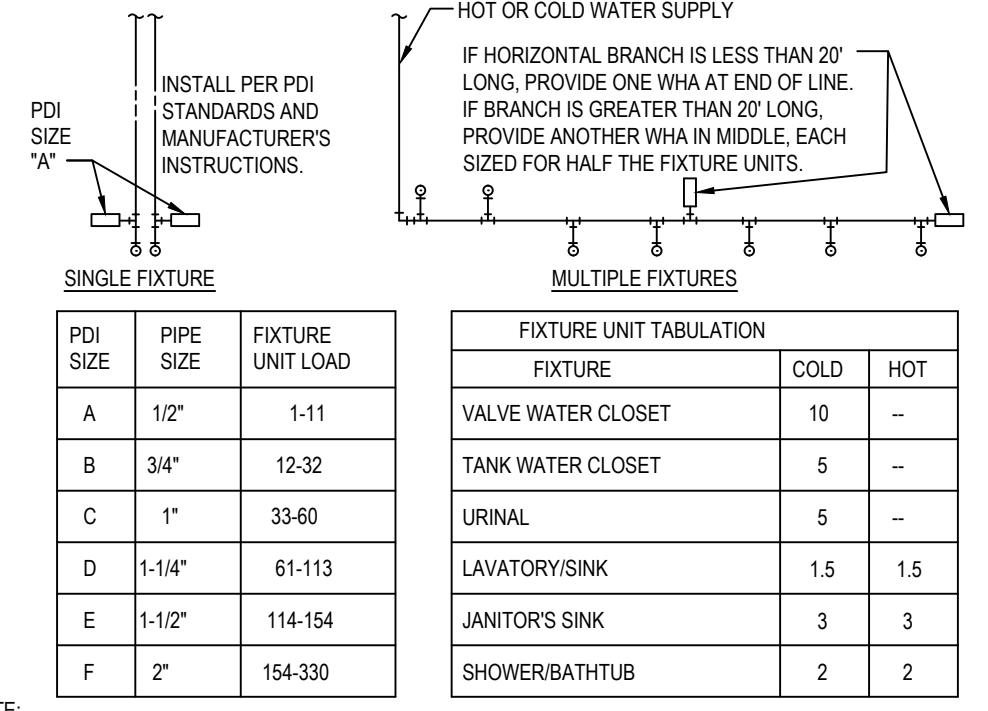 HOT OR COLD WATER SUPPLY
PDI
SIZE
"A"
INSTALL PER PDI
STANDARDS AND
MANUFACTURER'S
INSTRUCTIONS.
IF HORIZONTAL BRANCH IS LESS THAN 20'
LONG, PROVIDE ONE WHA AT END OF LINE.
IF BRANCH IS GREATER THAN 20' LONG,
PROVIDE ANOTHER WHA IN MIDDLE, EACH
SIZED FOR HALF THE FIXTURE UNITS.
SINGLE FIXTURE
MULTIPLE FIXTURES
PDI SIZE PIPE SIZE FIXTURE UNIT LOAD
A 1/2" 1-11
B 3/4" 12-32
C 1" 33-60
D 1-1/4" 61-113
E 1-1/2" 114-154
F 2" 154-330
FIXTURE UNIT TABULATION
FIXTURE COLD HOT
VALVE WATER CLOSET 10 --
TANK WATER CLOSET 5 --
URINAL 5 --
LAVATORY/SINK 1.5 1.5
JANITOR'S SINK 3 3
SHOWER/BATHTUB 2 2